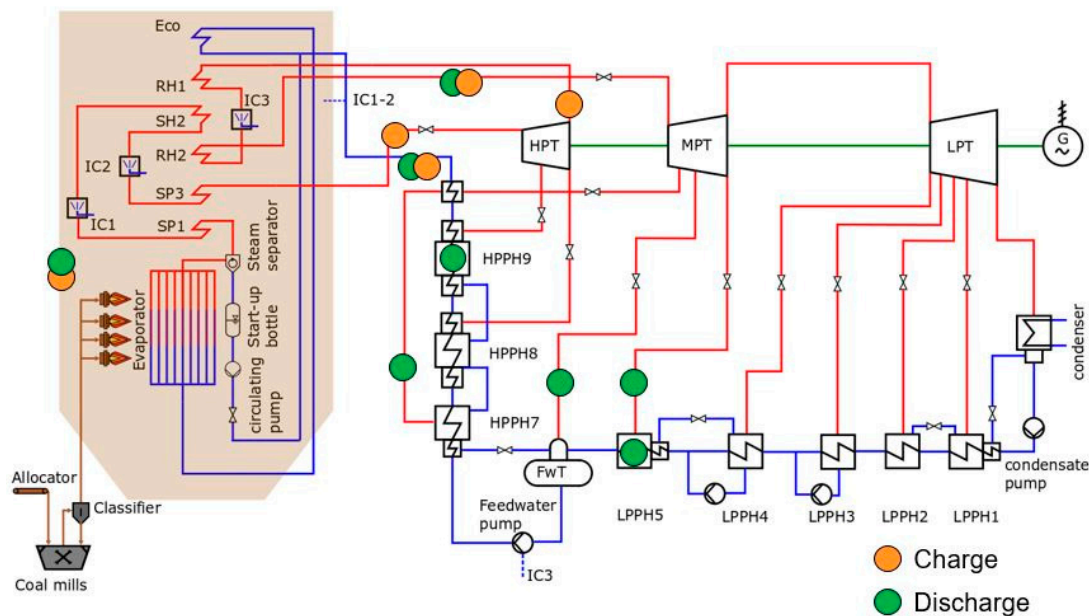 Eco
RH1
IC3
IC1-2
SH2
IC2
RH2
SP3
IC1
SP1
Steam separator
Start-up
bottle
circulating
pump
Evaporator
HPT
MPT
LPT
G
HPPH9
HPPH8
HPPH7
condenser
Allocator
Classifier
Coal mills
Feedwater
pump
FwT
IC3
LPPH5
LPPH4
LPPH3
LPPH2
LPPH1
condensate
pump
Charge
Discharge